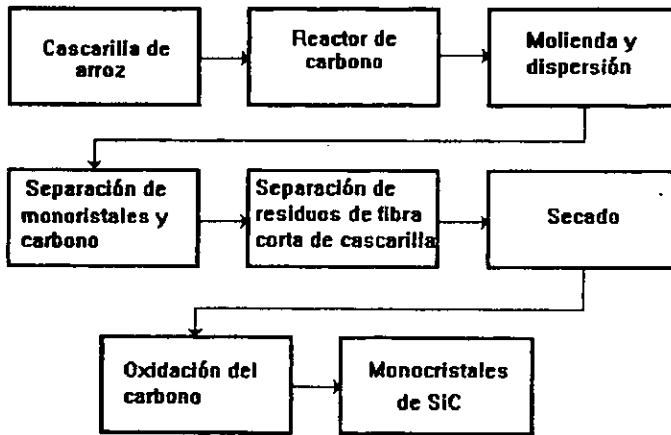 Cascarilla de
arroz
Reactor de
carbono
Molienda y
dispersión
Separación de
monoristales y
carbono
Separación de
residuos de fibra
corta de cascarilla
Secado
Oxidación del
carbono
Monocristales
de SiC